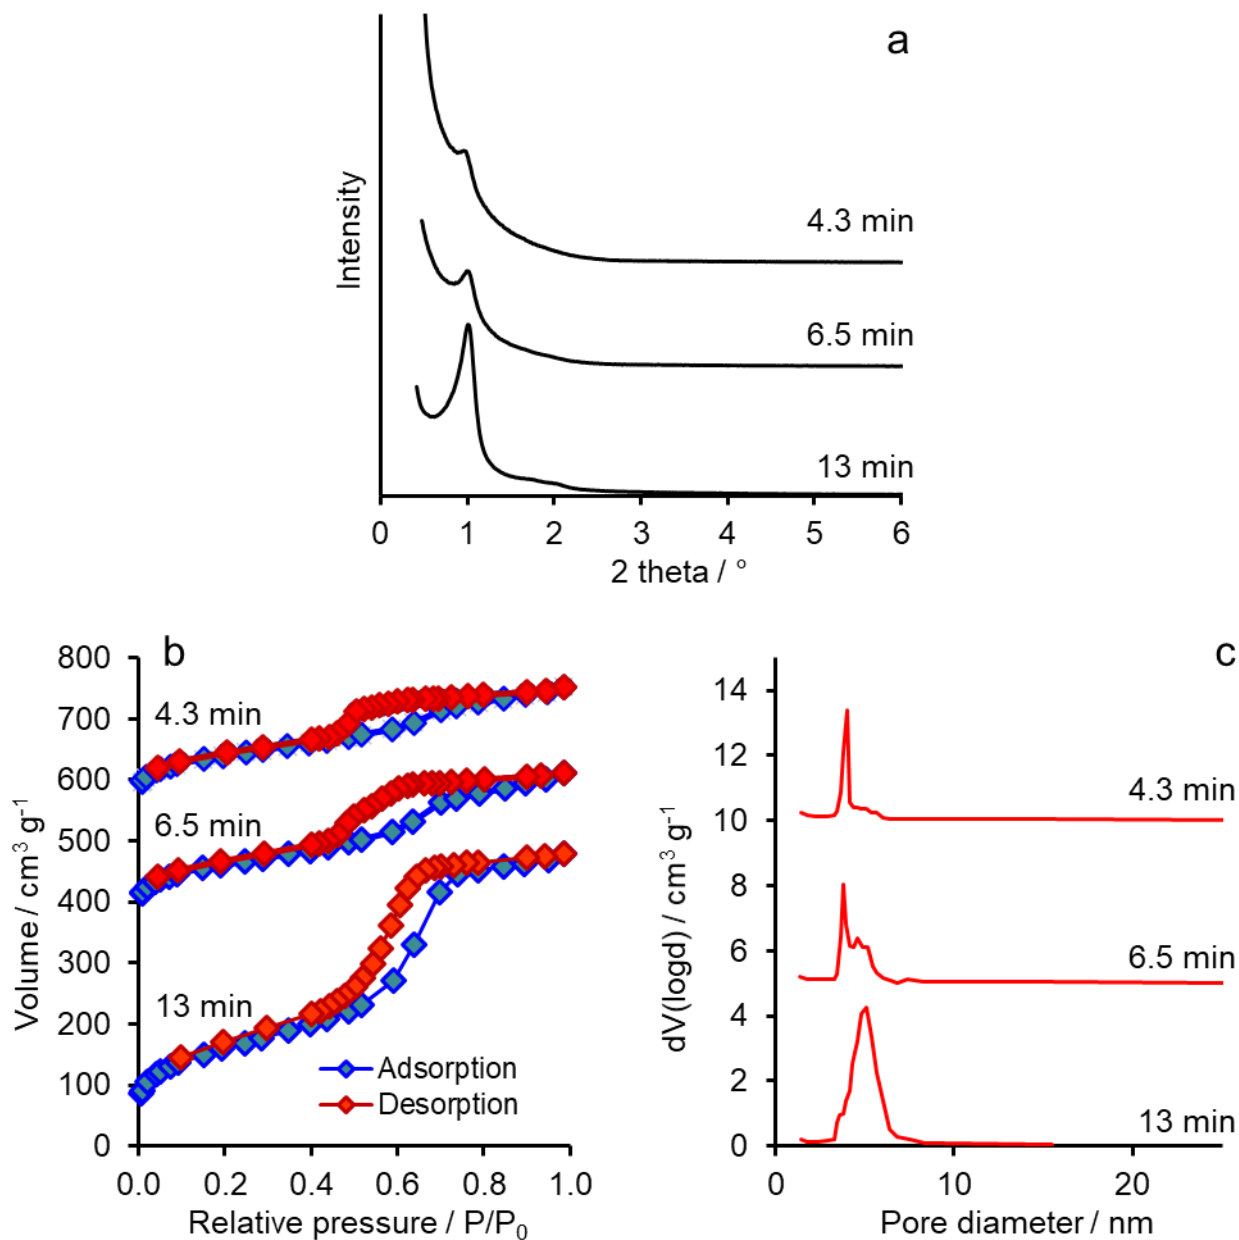 a
Intensity
4.3 min
6.5 min
13 min
0 1 2 3 4 5 6
2 theta / °
b
Volume / cm³ g⁻¹
800
700
600
500
400
300
200
100
0
4.3 min
6.5 min
13 min
Adsorption
Desorption
0.0 0.2 0.4 0.6 0.8 1.0
Relative pressure / P/P₀
c
dV(logd) / cm³ g⁻¹
14
12
10
8
6
4
2
0
4.3 min
6.5 min
13 min
0 10 20
Pore diameter / nm